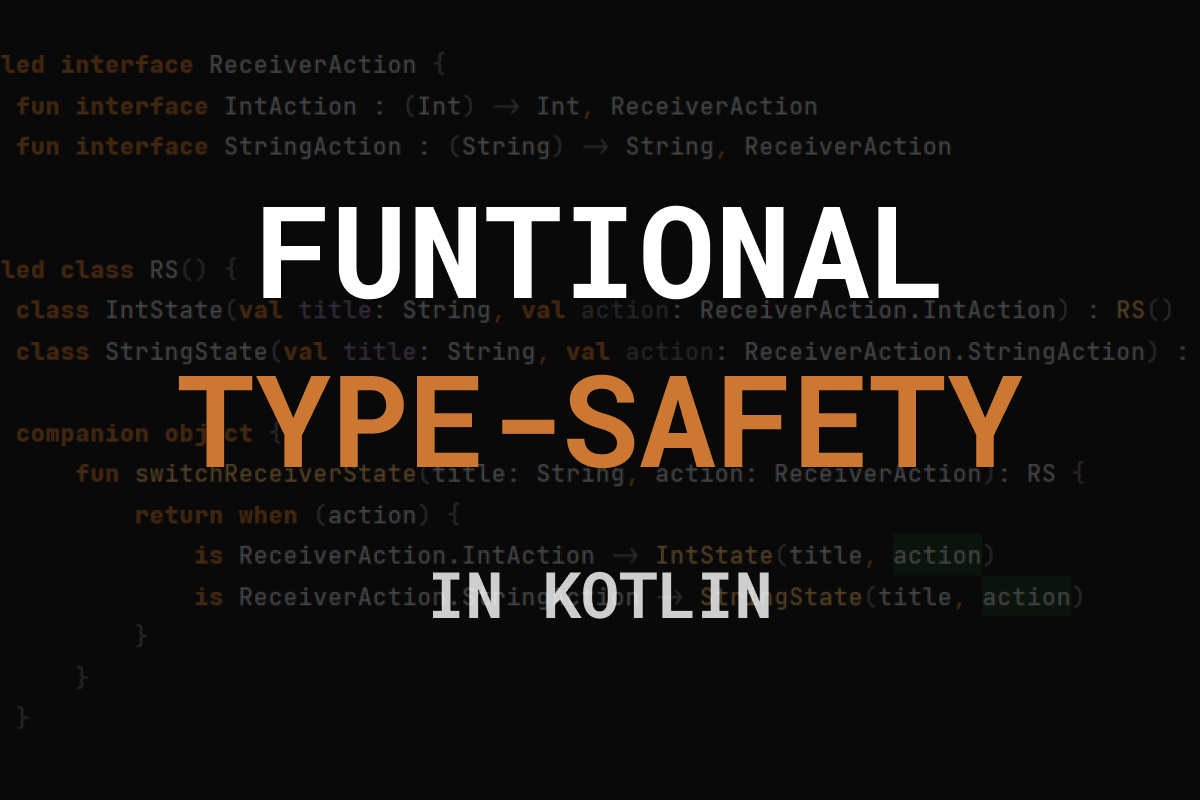 led interface ReceiverAction {
fun interface IntAction : (Int) → Int, ReceiverAction
fun interface StringAction : (String) → String, ReceiverAction
FUNTIONAL
led class RS() {
class IntState(val title: String, val action: ReceiverAction.IntAction) : RS()
class StringState(val title: String, val action: ReceiverAction.StringAction) :
TYPE-SAFETY
companion object {
fun switchReceiverState(title: String, action: ReceiverAction): RS {
return when (action) {
is ReceiverAction.IntAction → IntState(title, action)
IN KOTLIN
is ReceiverAction.StringAction → StringState(title, action)
}
}
}